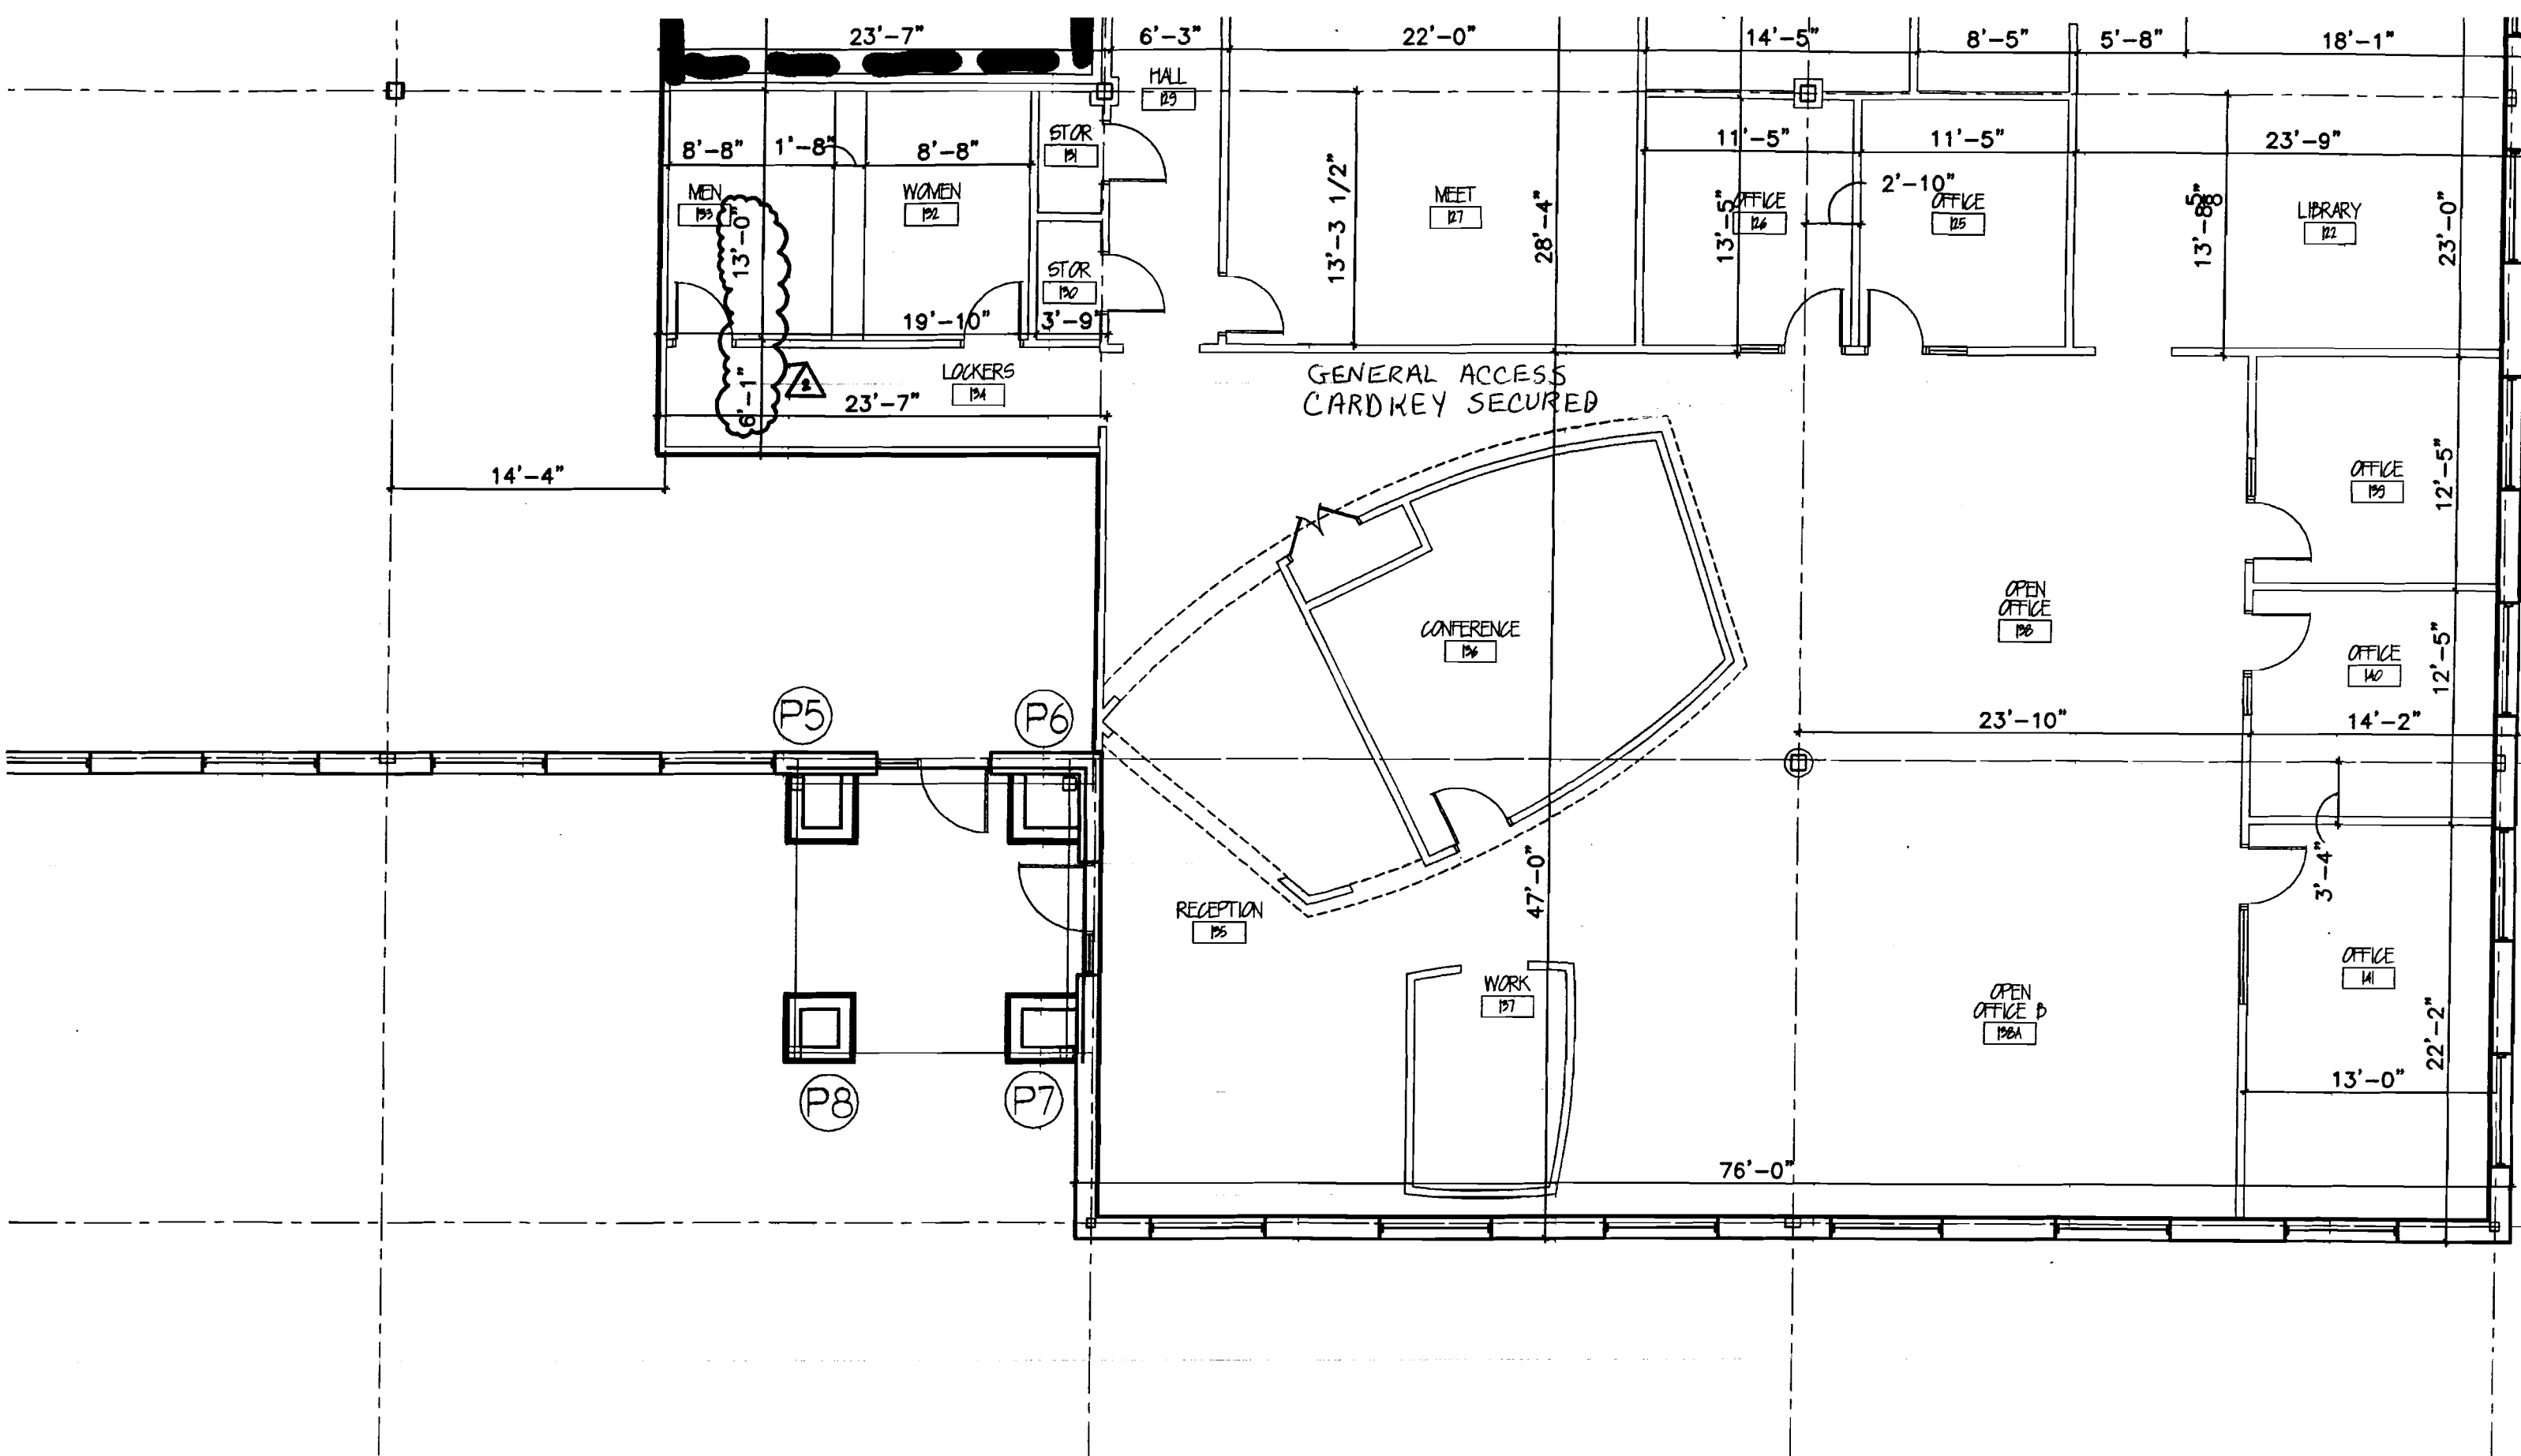 23'-7"
6'-3"
22'-0"
14'-5"
8'-5"
5'-8"
18'-1"
HALL
129
STOR
131
8'-8"
1'-8"
8'-8"
11'-5"
11'-5"
23'-9"
MEN
133
WOMEN
132
MEET
127
2'-10"
OFFICE
126
OFFICE
125
LIBRARY
122
13'-0"
13'-3 1/2"
28'-4"
13'-5"
23'-0"
STOR
130
19'-10"
3'-9"
6'-1"
2
LOCKERS
134
23'-7"
GENERAL ACCESS
CARDKEY SECURED
14'-4"
OFFICE
139
12'-5"
OPEN
OFFICE
138
CONFERENCE
136
OFFICE
140
12'-5"
P5
P6
23'-10"
14'-2"
3'-4"
47'-0"
RECEPTION
135
WORK
137
OPEN
OFFICE B
138A
OFFICE
141
22'-2"
13'-0"
P8
P7
76'-0"